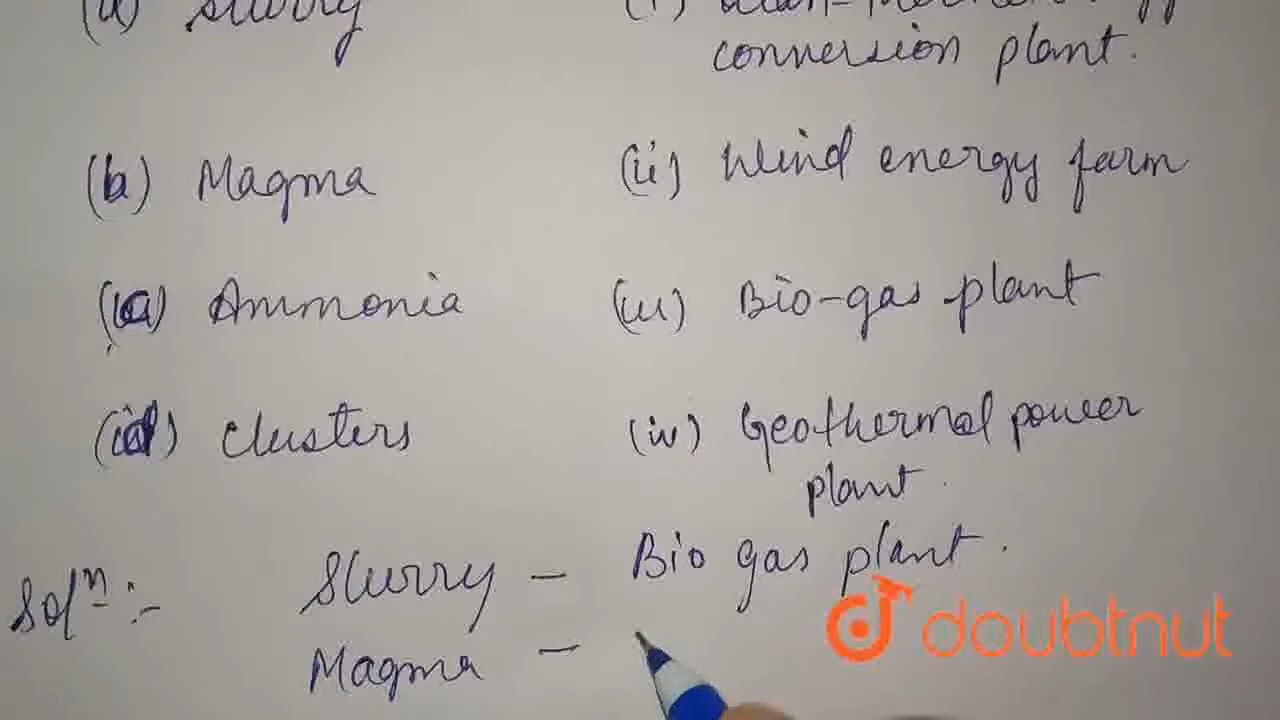 (a) Slurry (i)
conversion plant.
(b) Magma (ii) Wind energy farm
(c) Ammonia (iii) Bio-gas plant
(d) Clusters (iv) Geothermal power
plant.
Solⁿ :- Slurry - Bio gas plant.
doubtnut
Magma -